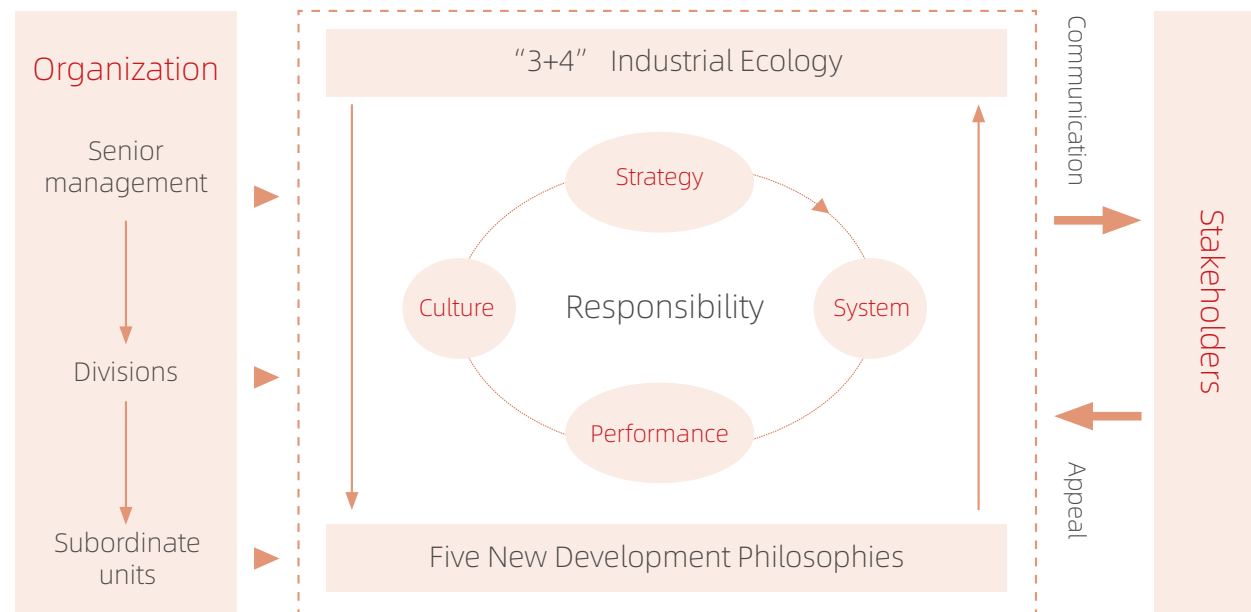 Organization
Senior
management
Divisions
Subordinate
units
“3+4” Industrial Ecology
Strategy
Culture
Responsibility
System
Performance
Five New Development Philosophies
Communication
Appeal
Stakeholders